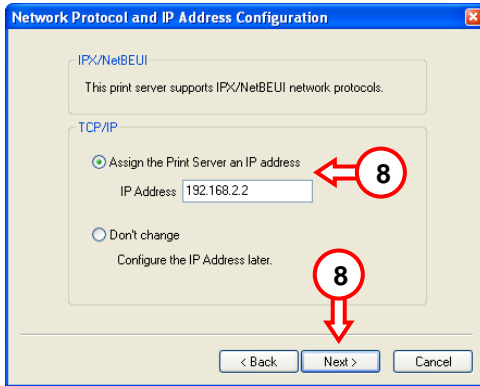 Network Protocol and IP Address Configuration
IPX/NetBEUI
This print server supports IPX/NetBEUI network protocols.
TCP/IP
Assign the Print Server an IP address
8
IP Address 192.168.2.2
Don't change
Configure the IP Address later.
8
< Back Next > Cancel